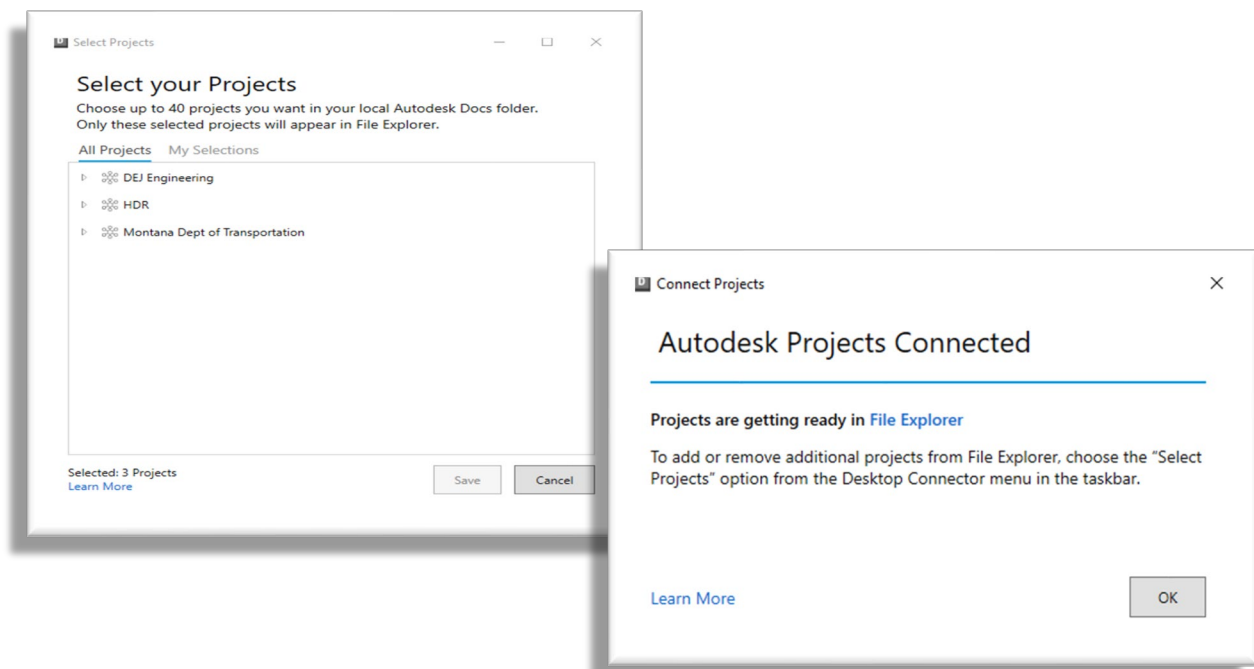 Select Projects
Select your Projects
Choose up to 40 projects you want in your local Autodesk Docs folder.
Only these selected projects will appear in File Explorer.
All Projects My Selections
DEJ Engineering
HDR
Montana Dept of Transportation
Selected: 3 Projects
Learn More
Save Cancel
Connect Projects
Autodesk Projects Connected
Projects are getting ready in File Explorer
To add or remove additional projects from File Explorer, choose the “Select
Projects” option from the Desktop Connector menu in the taskbar.
Learn More
OK